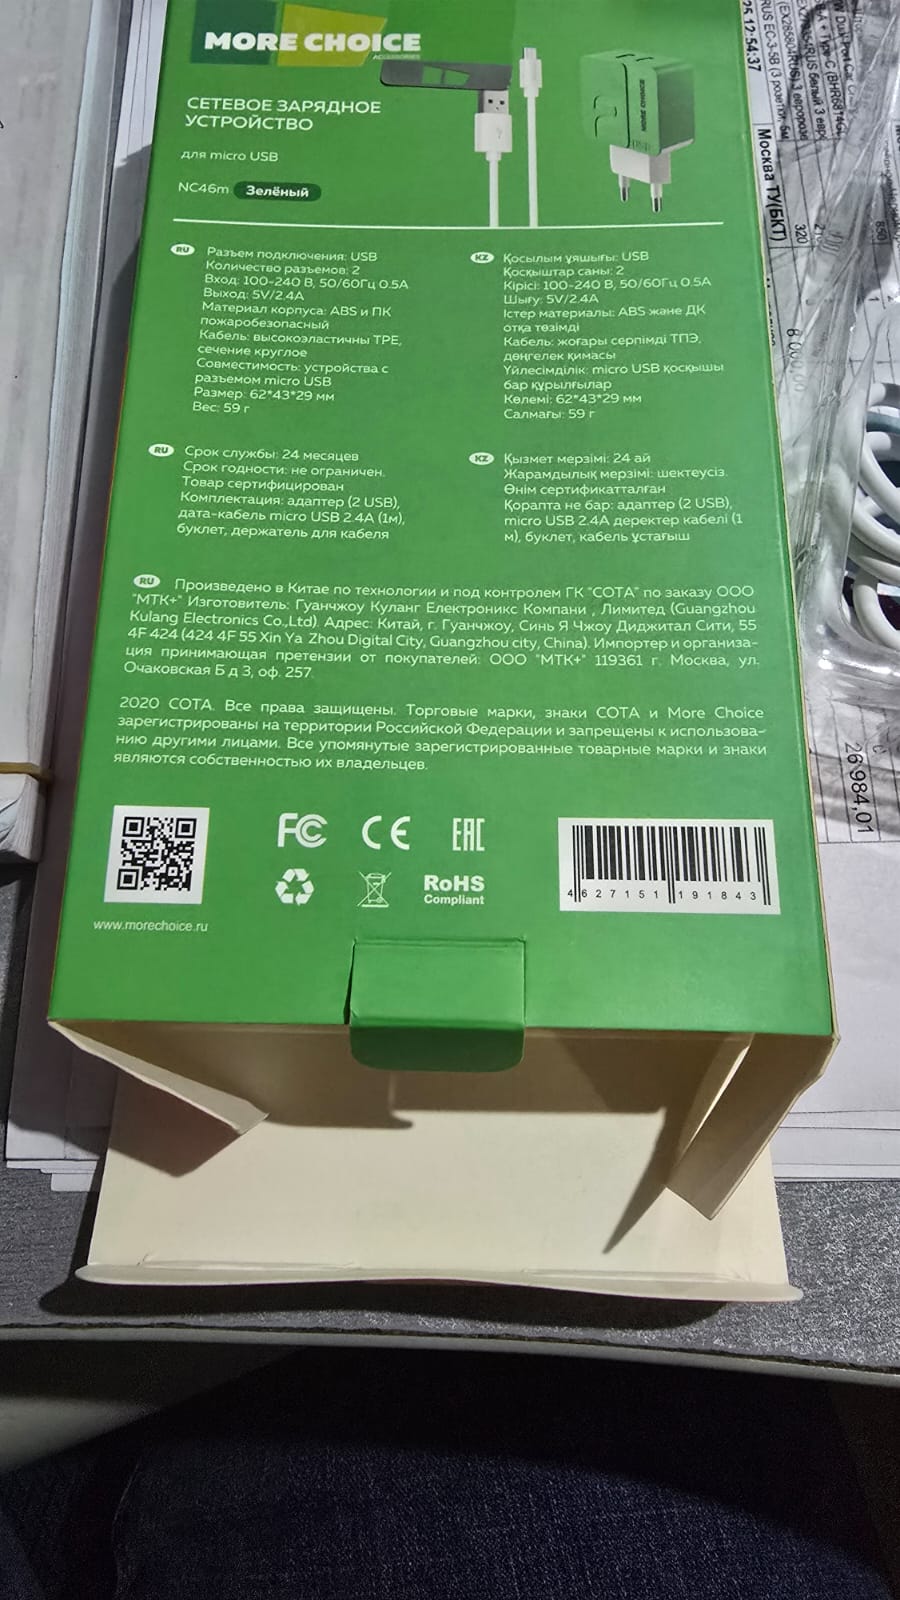 MORE CHOICE
ACCESSORIES
СЕТЕВОЕ ЗАРЯДНОЕ
УСТРОЙСТВО
для micro USB
NC46m Зелёный
MORE CHOICE
RU Разъем подключения: USB
Количество разъемов: 2
Вход: 100-240 В, 50/60Гц 0.5А
Выход: 5V/2.4A
Материал корпуса: ABS и ПК
пожаробезопасный
Кабель: высокоэластичны ТРЕ,
сечение круглое
Совместимость: устройства с
разъемом micro USB
Размер: 62*43*29 мм
Вес: 59 г
KZ Қосылым ұяшығы: USB
Қосқыштар саны: 2
Кірісі: 100-240 В, 50/60Гц 0.5А
Шығу: 5V/2.4A
Істер материалы: ABS және ДК
отқа төзімді
Кабель: жоғары серпімді ТПЭ,
дөңгелек қимасы
Үйлесімділік: micro USB қосқышы
бар құрылғылар
Көлемі: 62*43*29 мм
Салмағы: 59 г
RU Срок службы: 24 месяцев
Срок годности: не ограничен.
Товар сертифицирован
Комплектация: адаптер (2 USB),
дата-кабель micro USB 2.4A (1м),
буклет, держатель для кабеля
KZ Қызмет мерзімі: 24 ай
Жарамдылық мерзімі: шектеусіз.
Өнім сертификатталған
Қорапта не бар: адаптер (2 USB),
micro USB 2.4A деректер кабелі (1
м), буклет, кабель ұстағыш
RU Произведено в Китае по технологии и под контролем ГК "СОТА" по заказу ООО
"МТК+" Изготовитель: Гуанчжоу Куланг Електроникс Компани , Лимитед (Guangzhou
Kulang Electronics Co.,Ltd). Адрес: Китай, г. Гуанчжоу, Синь Я Чжоу Диджитал Сити, 55
4F 424 (424 4F 55 Xin Ya Zhou Digital City, Guangzhou city, China). Импортер и организа-
ция принимающая претензии от покупателей: ООО "МТК+" 119361 г. Москва, ул.
Очаковская Б д 3, оф. 257.
2020 СОТА. Все права защищены. Торговые марки, знаки СОТА и More Choice
зарегистрированы на территории Российской Федерации и запрещены к использова-
нию другими лицами. Все упомянутые зарегистрированные товарные марки и знаки
являются собственностью их владельцев.
FC CE EAC
RoHS
Compliant
4 627151 191843
www.morechoice.ru
25 12:54:37
Москва ТУ(БКТ)
320
26 984,01